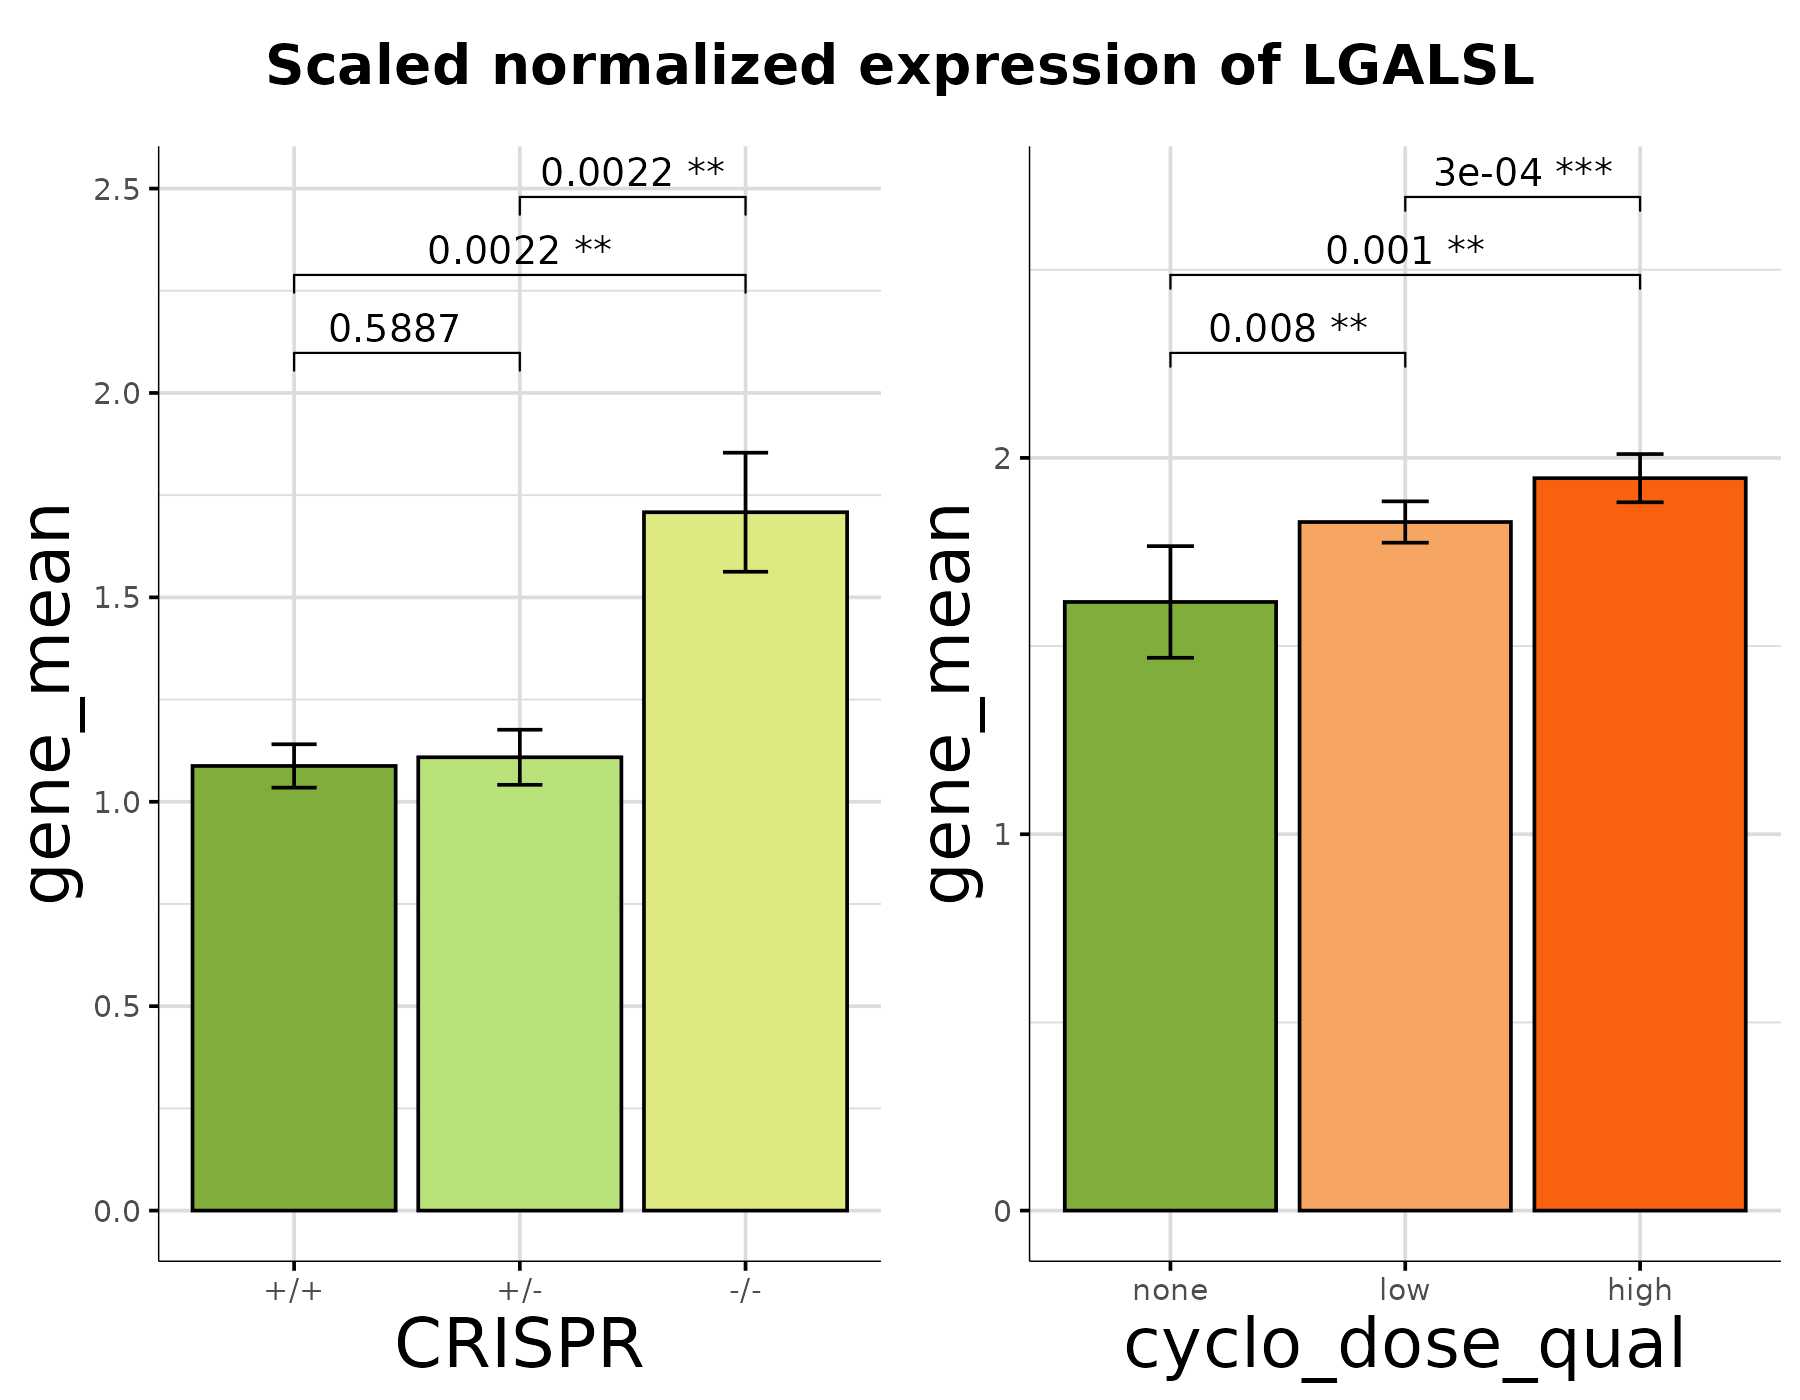 Scaled normalized expression of LGALSL
gene_mean
2.5
2.0
1.5
1.0
0.5
0.0
0.0022 **
0.0022 **
0.5887
+/+ +/- -/-
CRISPR
gene_mean
2
1
0
3e-04 ***
0.001 **
0.008 **
none low high
cyclo_dose_qual